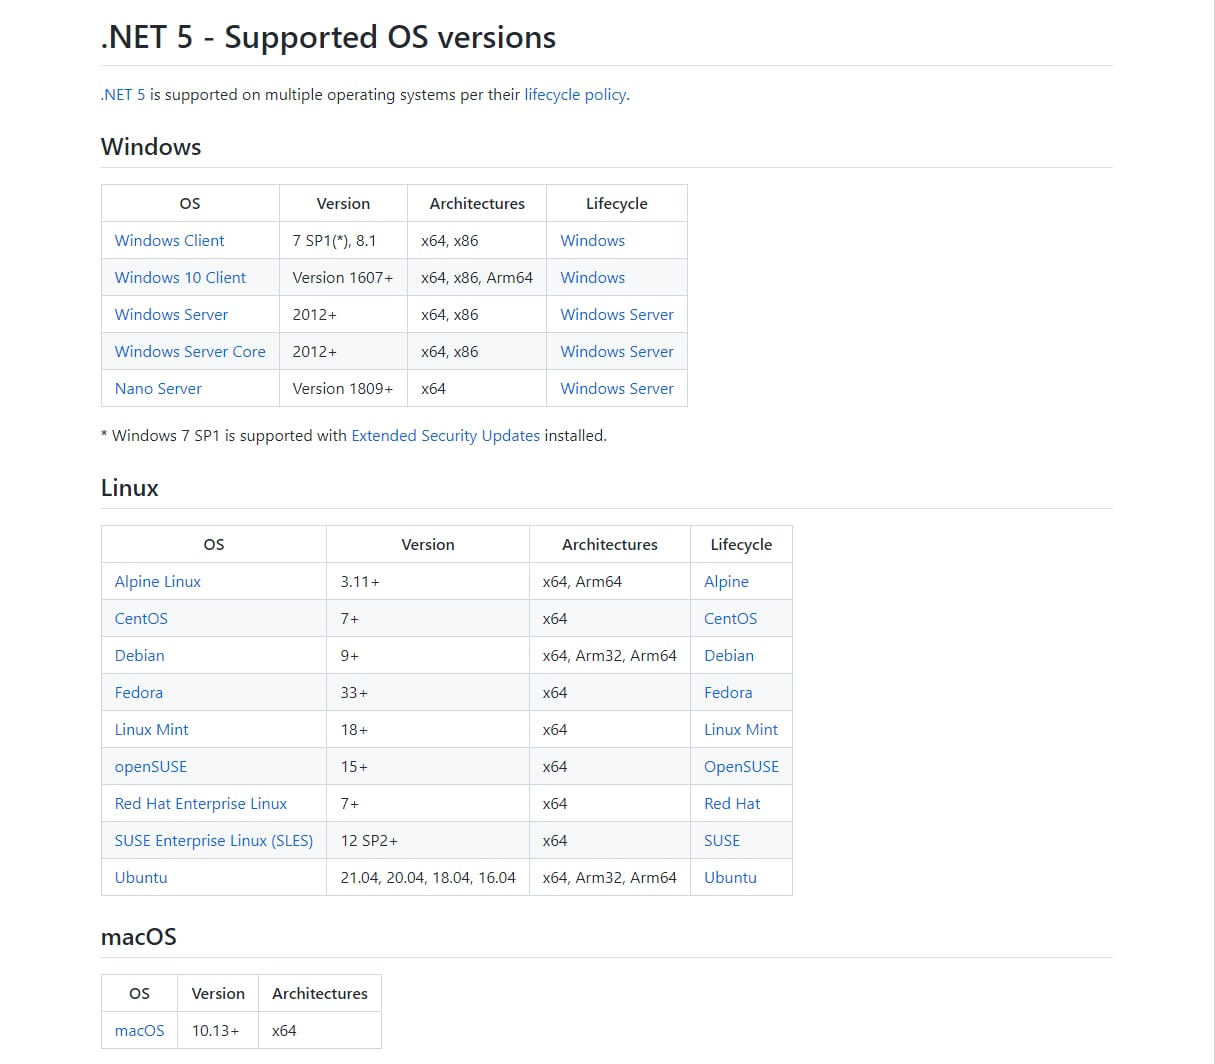 .NET 5 - Supported OS versions
.NET 5 is supported on multiple operating systems per their lifecycle policy.
Windows
OS Version Architectures Lifecycle
Windows Client 7 SP1(*), 8.1 x64, x86 Windows
Windows 10 Client Version 1607+ x64, x86, Arm64 Windows
Windows Server 2012+ x64, x86 Windows Server
Windows Server Core 2012+ x64, x86 Windows Server
Nano Server Version 1809+ x64 Windows Server
* Windows 7 SP1 is supported with Extended Security Updates installed.
Linux
OS Version Architectures Lifecycle
Alpine Linux 3.11+ x64, Arm64 Alpine
CentOS 7+ x64 CentOS
Debian 9+ x64, Arm32, Arm64 Debian
Fedora 33+ x64 Fedora
Linux Mint 18+ x64 Linux Mint
openSUSE 15+ x64 OpenSUSE
Red Hat Enterprise Linux 7+ x64 Red Hat
SUSE Enterprise Linux (SLES) 12 SP2+ x64 SUSE
Ubuntu 21.04, 20.04, 18.04, 16.04 x64, Arm32, Arm64 Ubuntu
macOS
OS Version Architectures
macOS 10.13+ x64